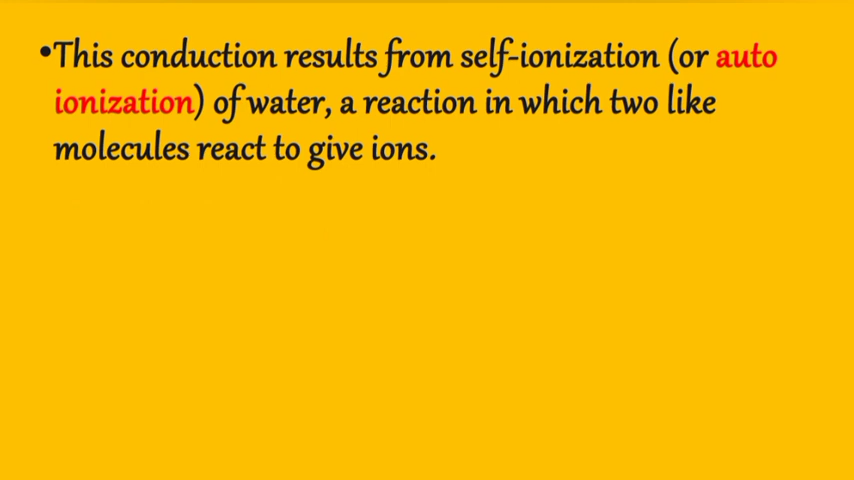 •This conduction results from self-ionization (or auto
ionization) of water, a reaction in which two like
molecules react to give ions.